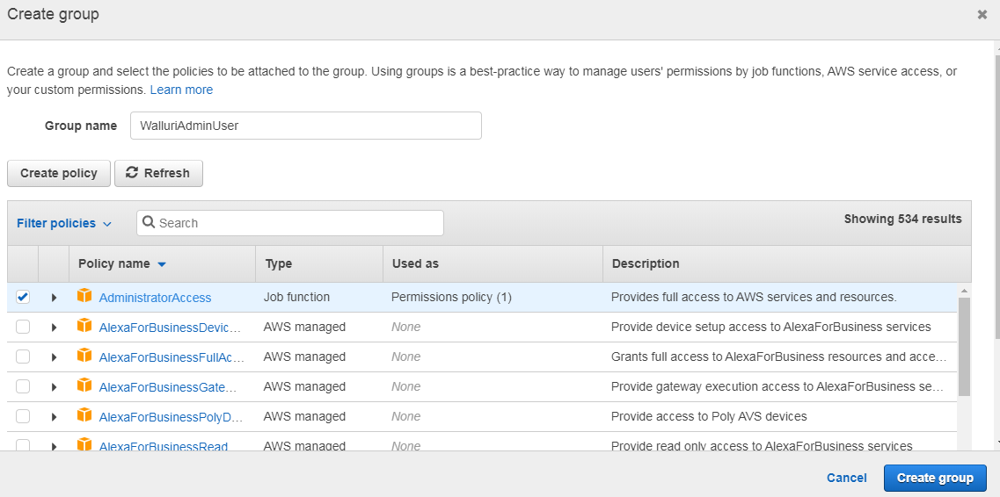 Create group
Create a group and select the policies to be attached to the group. Using groups is a best-practice way to manage users' permissions by job functions, AWS service access, or
your custom permissions. Learn more
Group name WalluriAdminUser
Create policy Refresh
Filter policies Search Showing 534 results
Policy name Type Used as Description
AdministratorAccess Job function Permissions policy (1) Provides full access to AWS services and resources.
AlexaForBusinessDevic... AWS managed None Provide device setup access to AlexaForBusiness services
AlexaForBusinessFullAc... AWS managed None Grants full access to AlexaForBusiness resources and acce...
AlexaForBusinessGate... AWS managed None Provide gateway execution access to AlexaForBusiness se...
AlexaForBusinessPolyD... AWS managed None Provide access to Poly AVS devices
AlexaForBusinessRead AWS managed None Provide read only access to AlexaForBusiness services
Cancel Create group